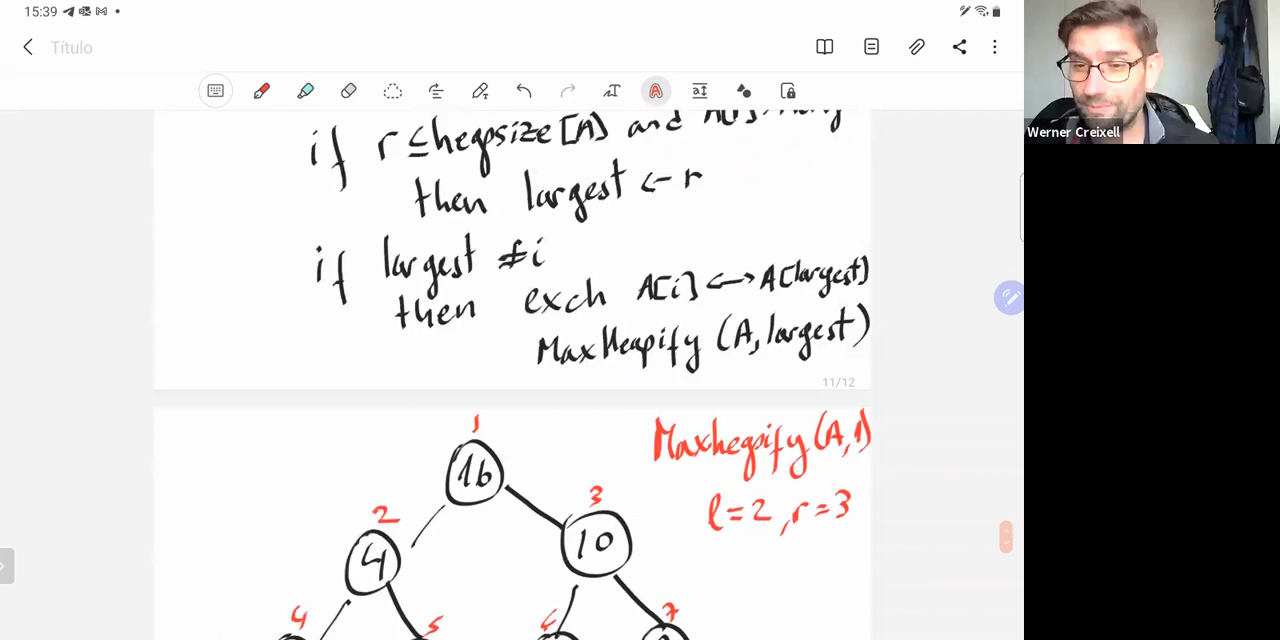 15:39
Título
Werner Creixell
if r ≤ heapsize[A] and
then largest ← r
if largest ≠ i
then exch A[i] ↔ A[largest]
MaxHeapify (A, largest)
11/12
1
16
Maxheapify (A, 1)
l=2, r=3
2
3
4
10
4
5
6
7